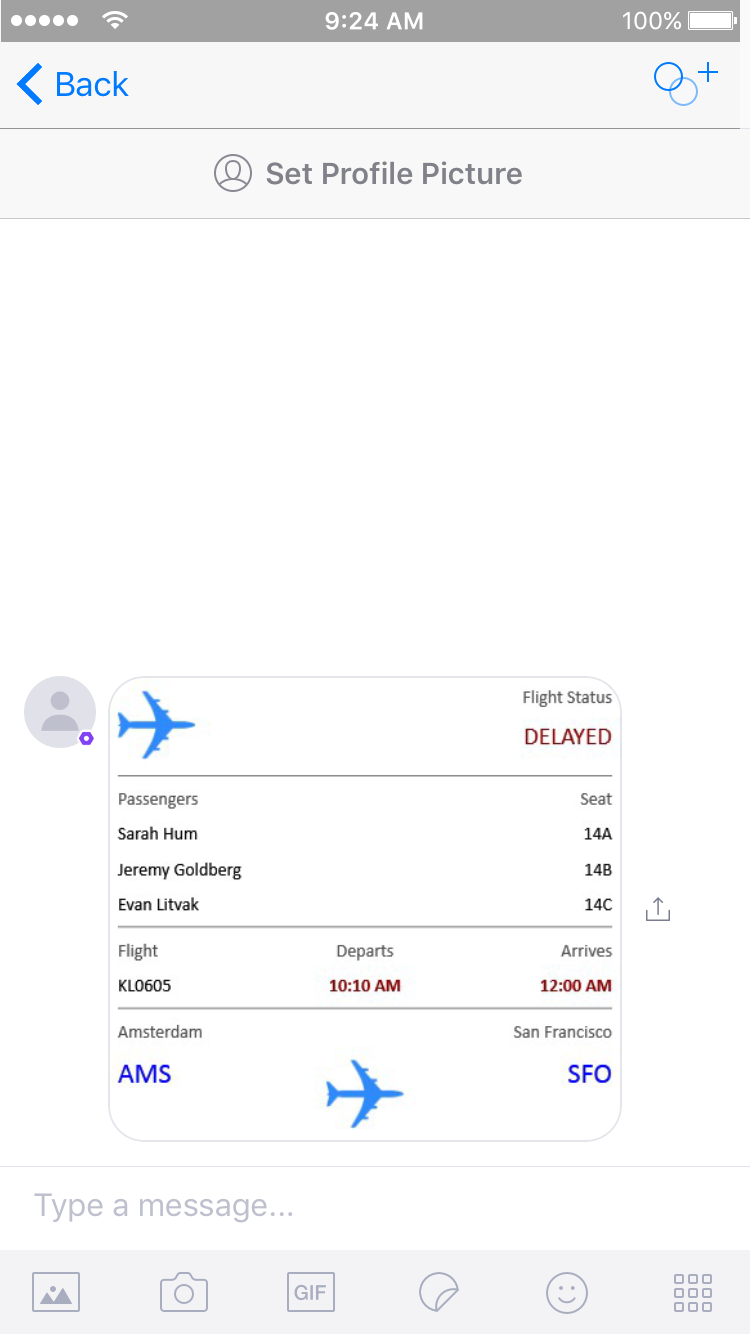 9:24 AM 100%
Back
Set Profile Picture
Flight Status
DELAYED
Passengers Seat
Sarah Hum 14A
Jeremy Goldberg 14B
Evan Litvak 14C
Flight Departs Arrives
KL0605 10:10 AM 12:00 AM
Amsterdam San Francisco
AMS SFO
Type a message...
GIF